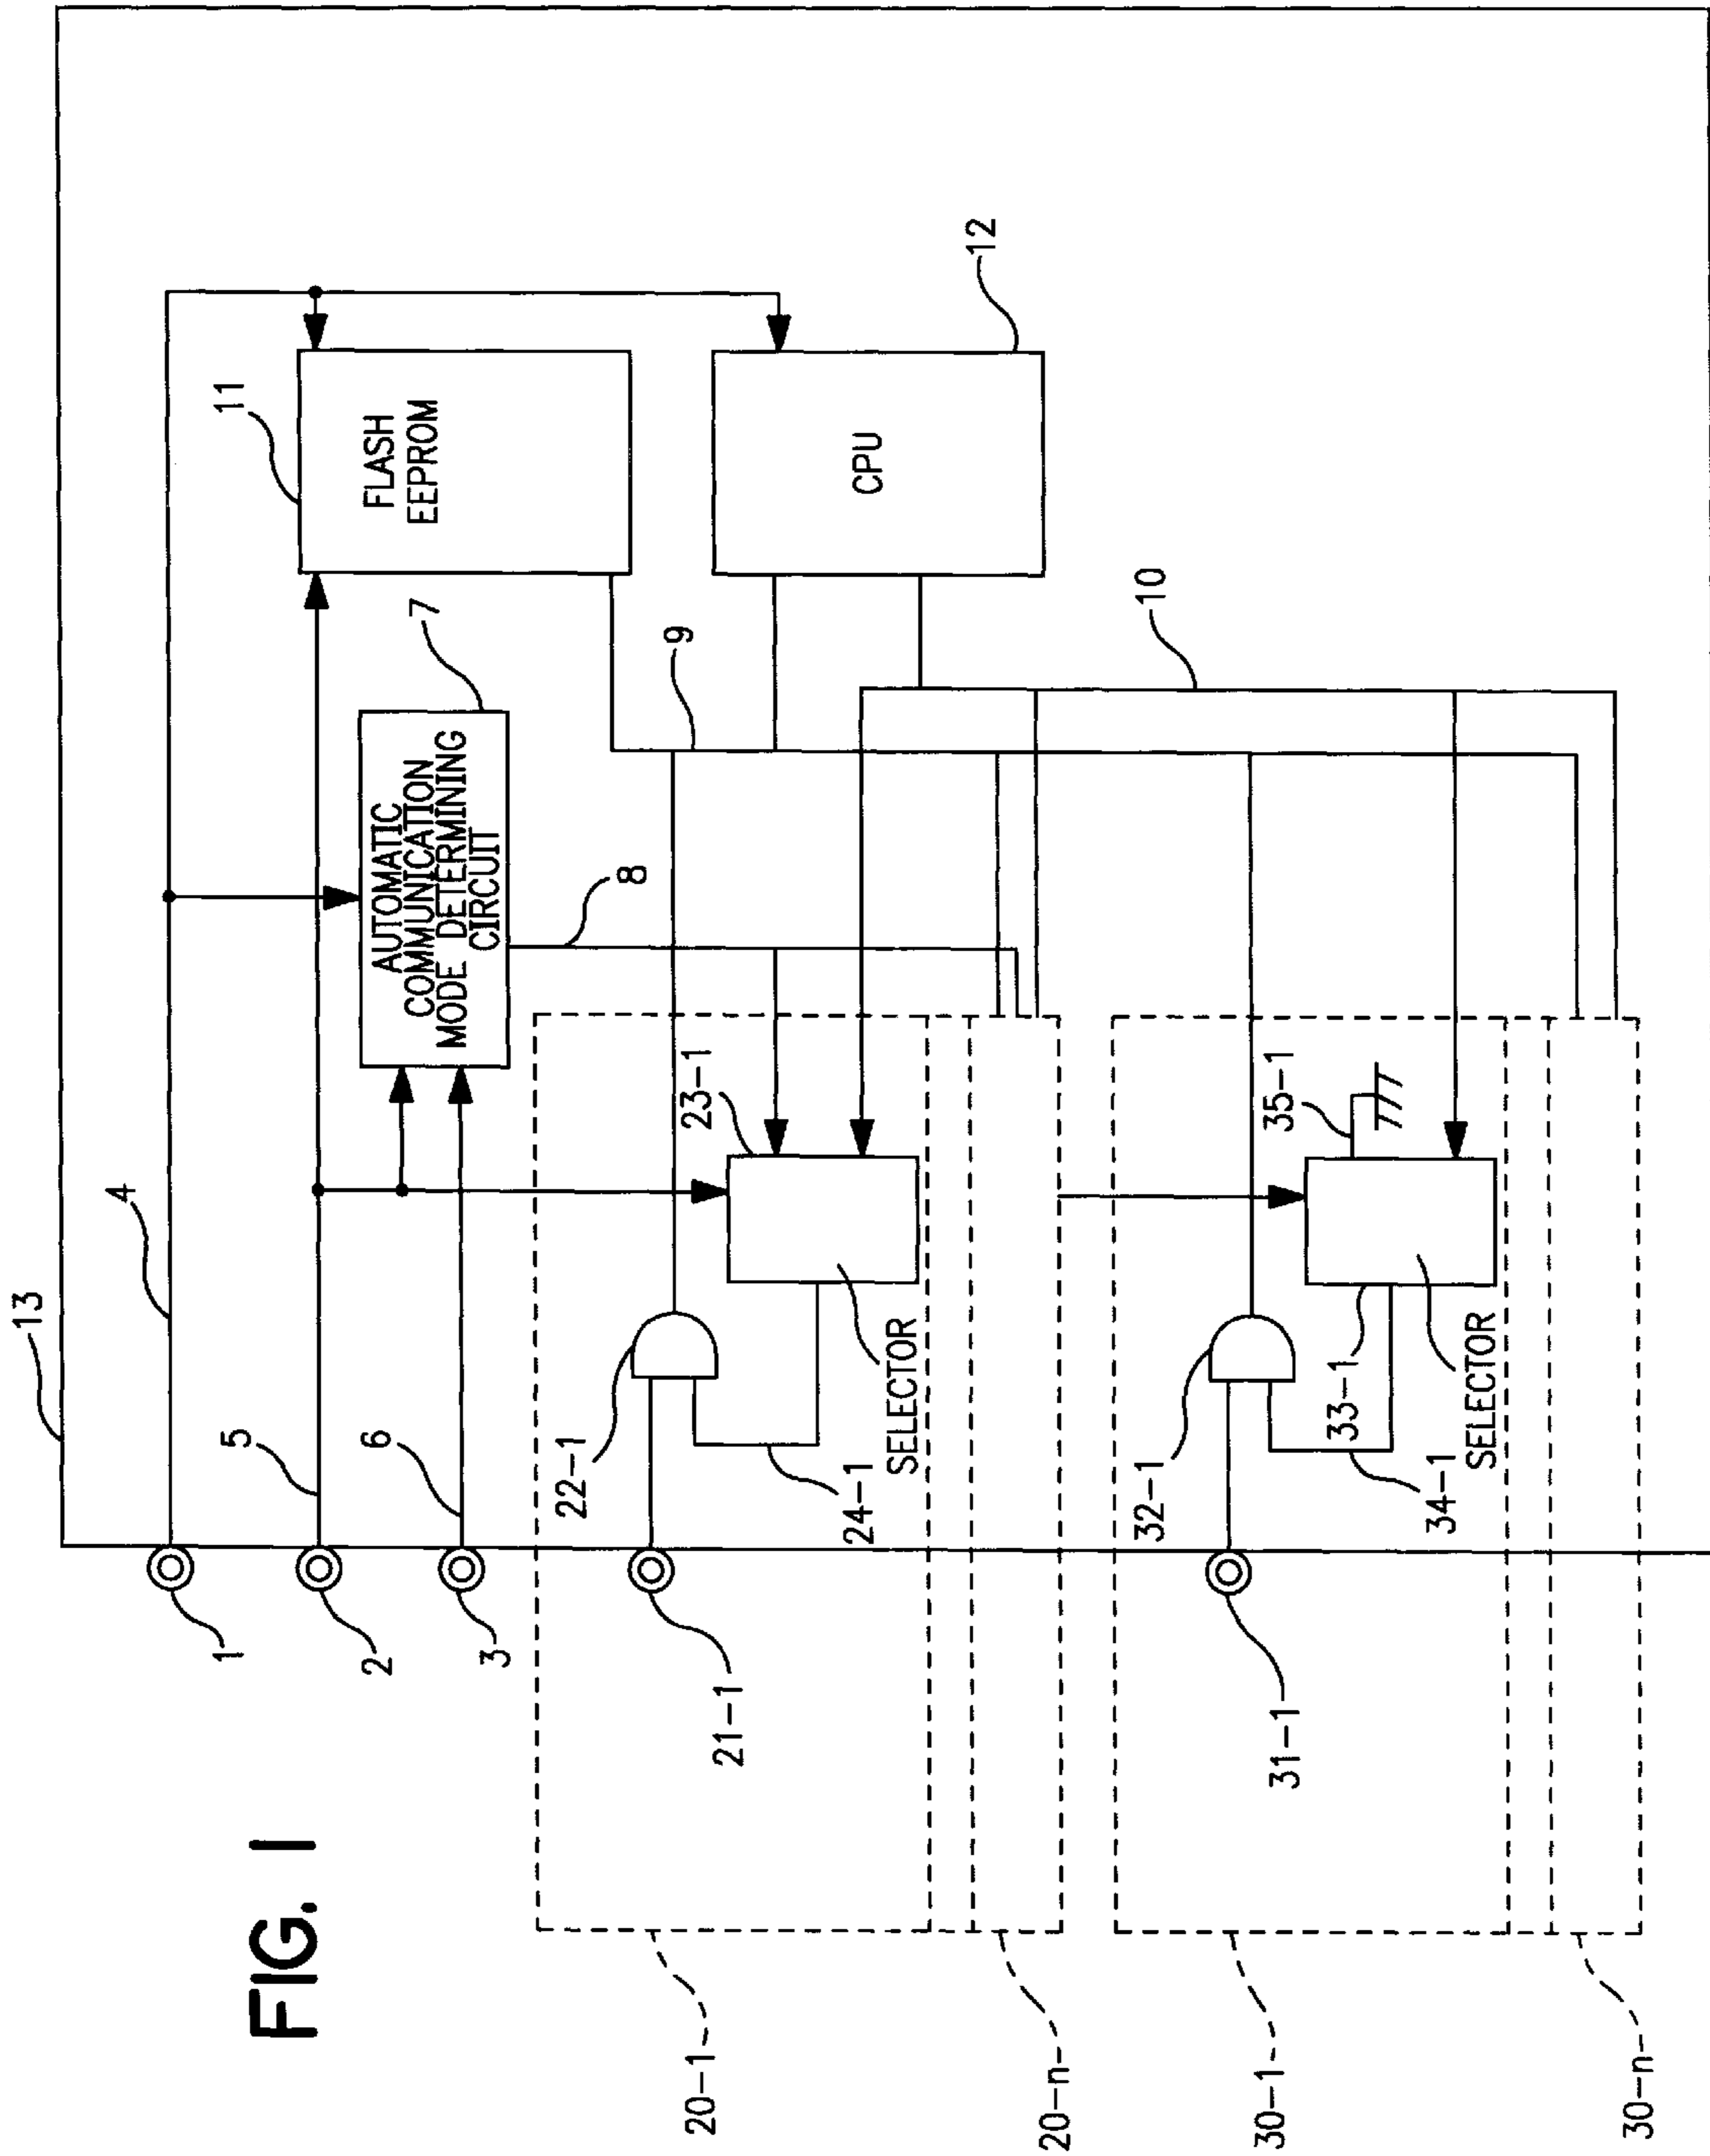 FIG. 1
13
4
5
6
1
2
3
11
FLASH
EEPROM
12
CPU
7
AUTOMATIC
COMMUNICATION
MODE DETERMINING
CIRCUIT
8
9
10
20-1
21-1
22-1
23-1
24-1
SELECTOR
20-n
30-1
31-1
32-1
33-1
33-1
34-1
35-1
SELECTOR
30-n